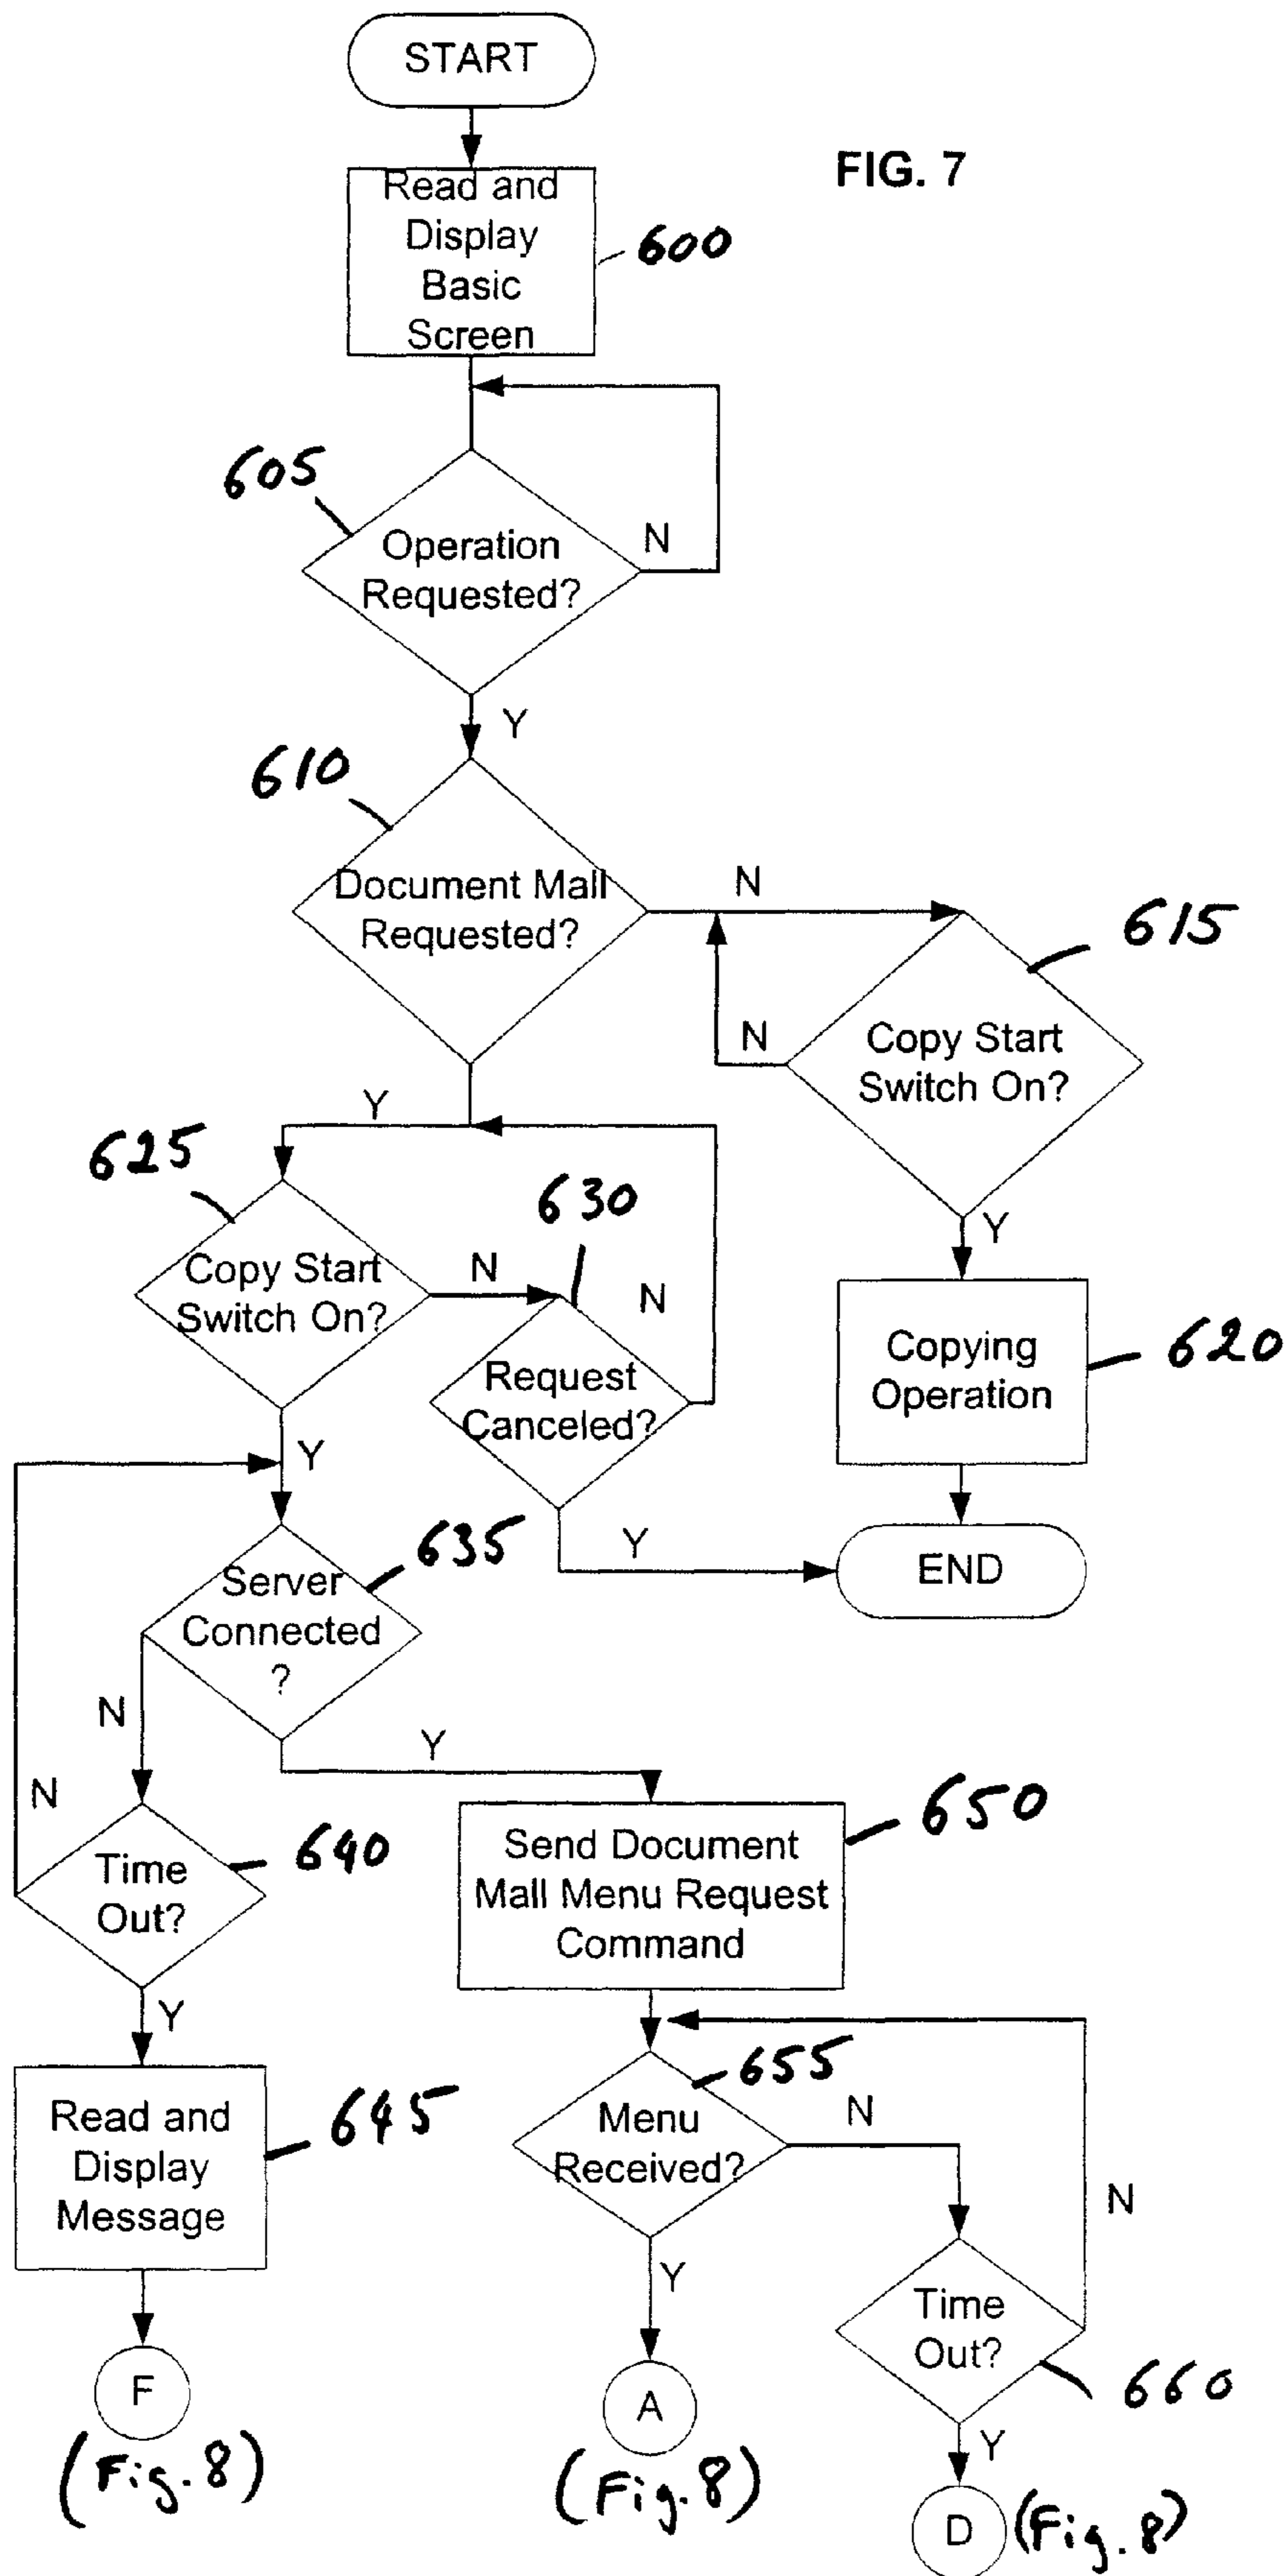 START
FIG. 7
Read and
Display
Basic
Screen
600
605
Operation
Requested?
N
Y
610
Document Mall
Requested?
N
615
Copy Start
Switch On?
N
Y
Y
625
630
Copy Start
Switch On?
N
N
Request
Canceled?
Copying
Operation
620
Y
Y
END
635
Server
Connected
?
N
Y
N
640
Time
Out?
650
Send Document
Mall Menu Request
Command
Y
655
Read and
Display
Message
645
Menu
Received?
N
N
Y
Time
Out?
660
F
(Fig. 8)
A
(Fig. 8)
Y
D
(Fig. 8)